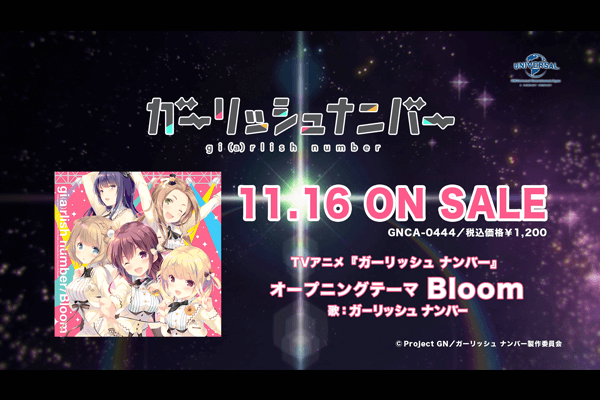 UNIVERSAL
ガーリッシュナンバー
gi(a)rlish number
gi(a)rlish number/Bloom
11.16 ON SALE
GNCA-0444／税込価格￥1,200
TVアニメ『ガーリッシュ ナンバー』
オープニングテーマ Bloom
歌：ガーリッシュ ナンバー
© Project GN／ガーリッシュ ナンバー製作委員会